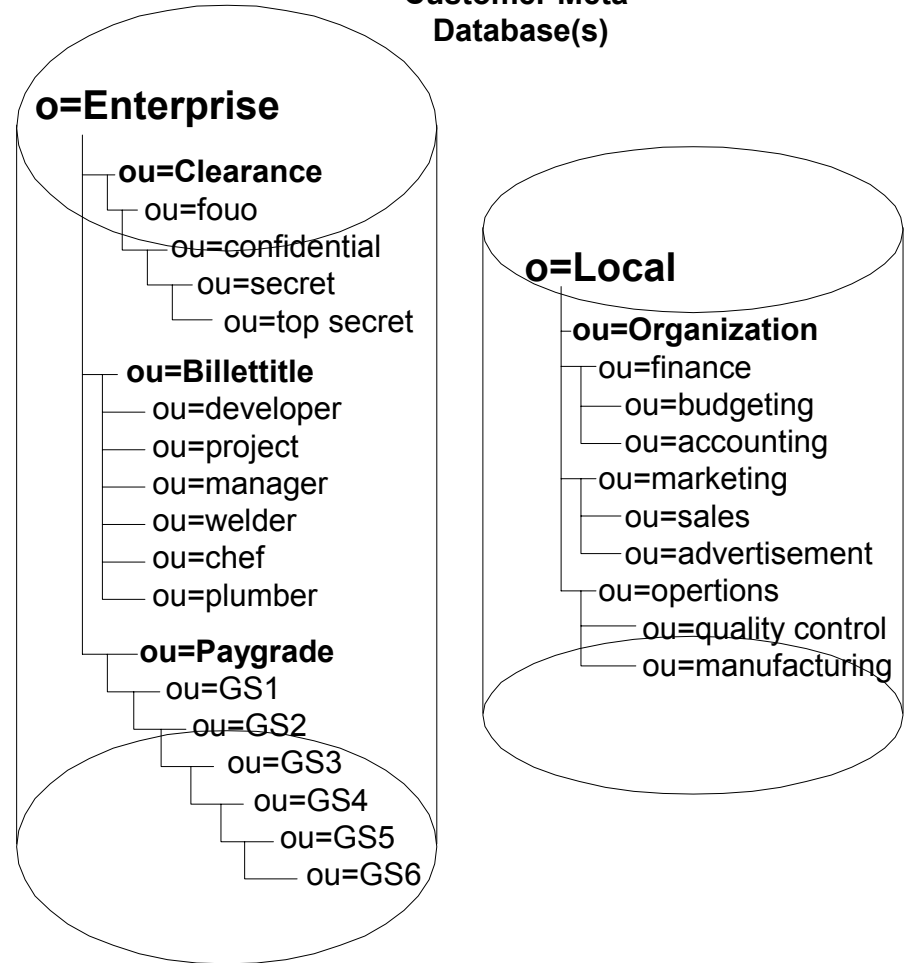 Customer Meta
Database(s)
o=Enterprise
ou=Clearance
ou=fouo
ou=confidential
ou=secret
ou=top secret
ou=Billettitle
ou=developer
ou=project
ou=manager
ou=welder
ou=chef
ou=plumber
ou=Paygrade
ou=GS1
ou=GS2
ou=GS3
ou=GS4
ou=GS5
ou=GS6
o=Local
ou=Organization
ou=finance
ou=budgeting
ou=accounting
ou=marketing
ou=sales
ou=advertisement
ou=opertions
ou=quality control
ou=manufacturing